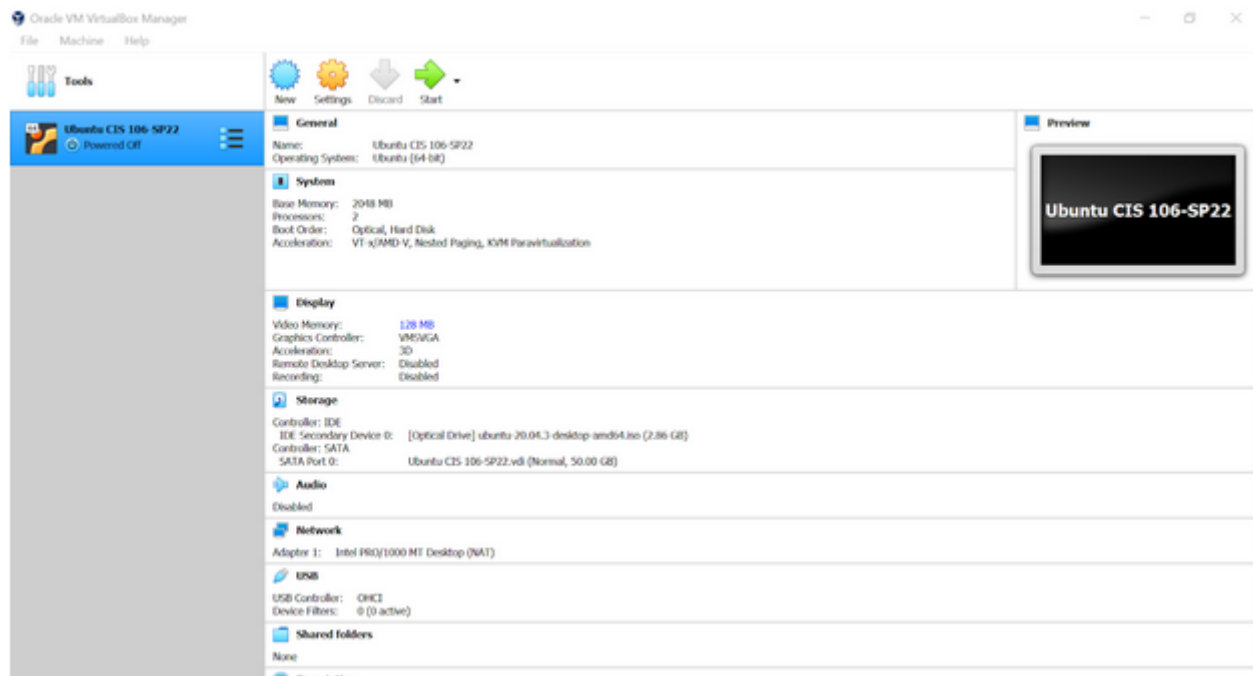 Oracle VM VirtualBox Manager
File Machine Help
Tools
New Settings Discard Start
Ubuntu CIS 106-SP22
Powered Off
General
Name: Ubuntu CIS 106-SP22
Operating System: Ubuntu (64-bit)
System
Base Memory: 2048 MB
Processors: 2
Boot Order: Optical, Hard Disk
Acceleration: VT-x/AMD-V, Nested Paging, KVM Paravirtualization
Preview
Ubuntu CIS 106-SP22
Display
Video Memory: 128 MB
Graphics Controller: VMSVGA
Acceleration: 3D
Remote Desktop Server: Disabled
Recording: Disabled
Storage
Controller: IDE
IDE Secondary Device 0: [Optical Drive] ubuntu-20.04.3-desktop-amd64.iso (2.86 GB)
Controller: SATA
SATA Port 0: Ubuntu CIS 106-SP22.vdi (Normal, 50.00 GB)
Audio
Disabled
Network
Adapter 1: Intel PRO/1000 MT Desktop (NAT)
USB
USB Controller: OHCI
Device Filters: 0 (0 active)
Shared folders
None